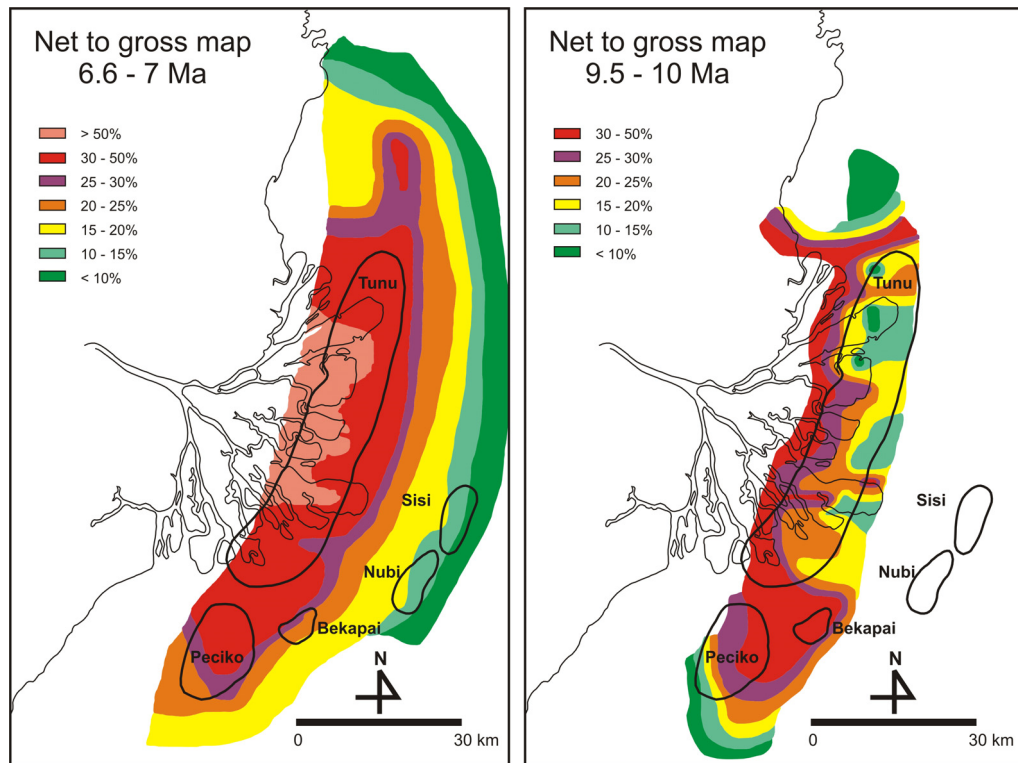 Net to gross map
6.6 - 7 Ma
> 50%
30 - 50%
25 - 30%
20 - 25%
15 - 20%
10 - 15%
< 10%
Tunu
Sisi
Nubi
Bekapai
Peciko
N
0 30 km
Net to gross map
9.5 - 10 Ma
30 - 50%
25 - 30%
20 - 25%
15 - 20%
10 - 15%
< 10%
Tunu
Sisi
Nubi
Bekapai
Peciko
N
0 30 km